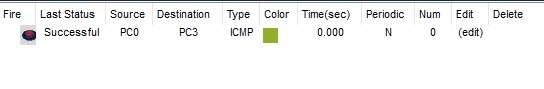 Fire Last Status Source Destination Type Color Time(sec) Periodic Num Edit Delete
Successful PC0 PC3 ICMP 0.000 N 0 (edit)